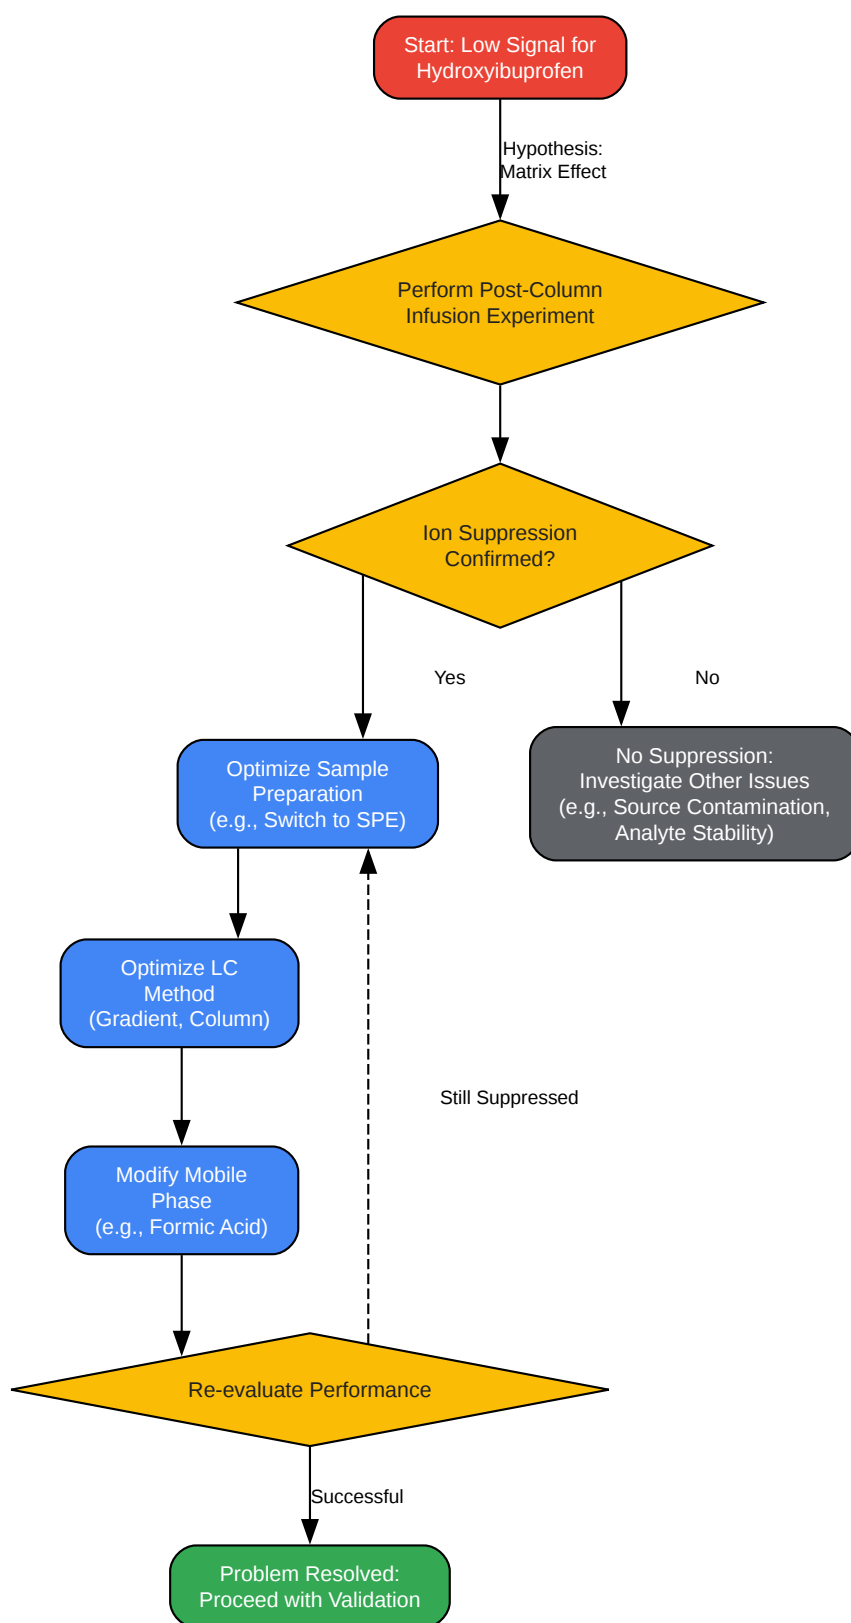 Start: Low Signal for
Hydroxyibuprofen
Hypothesis:
Matrix Effect
Perform Post-Column
Infusion Experiment
Ion Suppression
Confirmed?
Yes
No
Optimize Sample
Preparation
(e.g., Switch to SPE)
No Suppression:
Investigate Other Issues
(e.g., Source Contamination,
Analyte Stability)
Optimize LC
Method
(Gradient, Column)
Still Suppressed
Modify Mobile
Phase
(e.g., Formic Acid)
Re-evaluate Performance
Successful
Problem Resolved:
Proceed with Validation